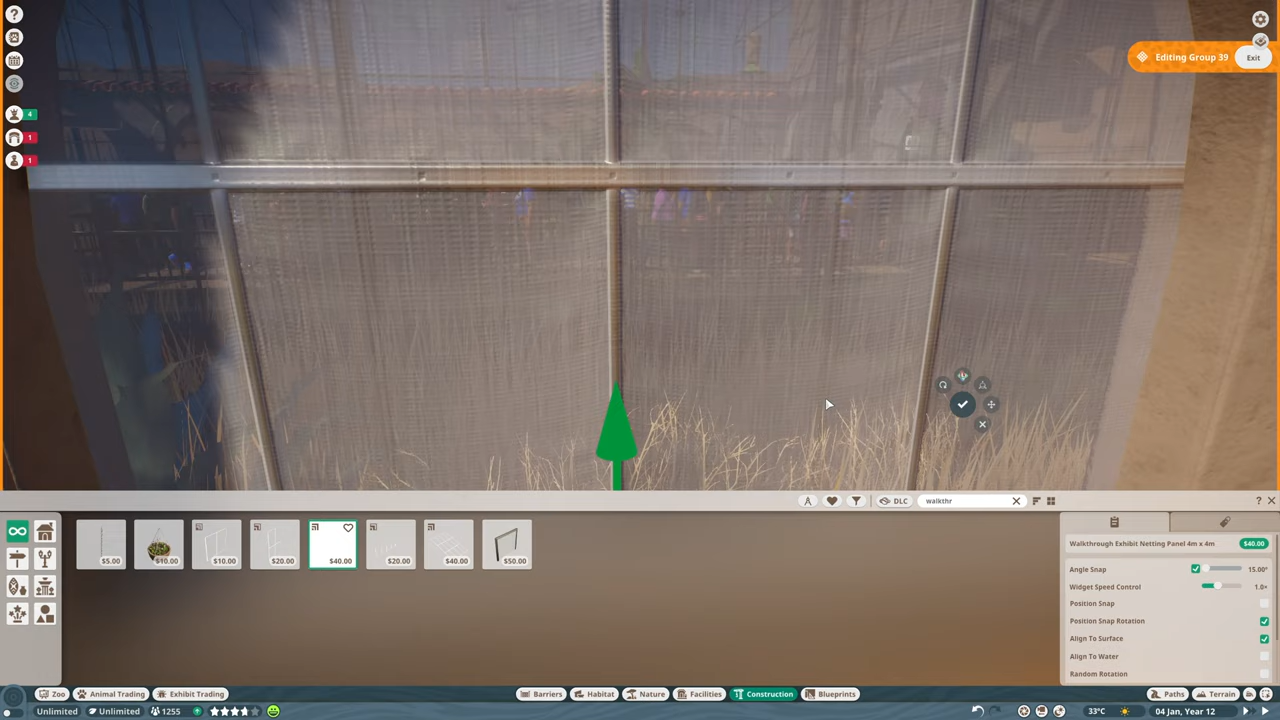 ?
Editing Group 39
Exit
4
1
1
DLC
walkthr
?
$5.00
$10.00
$10.00
$20.00
$40.00
$20.00
$40.00
$50.00
Walkthrough Exhibit Netting Panel 4m x 4m
$40.00
Angle Snap
15.00°
Widget Speed Control
1.0×
Position Snap
Position Snap Rotation
Align To Surface
Align To Water
Random Rotation
Zoo
Animal Trading
Exhibit Trading
Barriers
Habitat
Nature
Facilities
Construction
Blueprints
Paths
Terrain
Unlimited
Unlimited
1255
33°C
04 Jan, Year 12